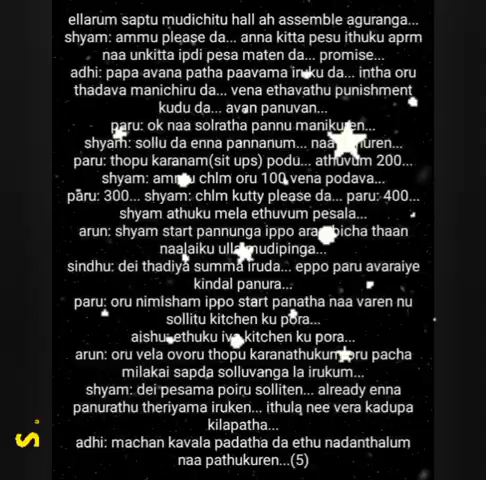 ellarum saptu mudichitu hall ah assemble aguranga...
shyam: ammu please da... anna kitta pesu ithuku aprm
naa unkitta ipdi pesa maten da... promise...
adhi: papa avana patha paavama iruku da... intha oru
thadava manichiru da... vena ethavathu punishment
kudu da... avan panuvan...
paru: ok naa solratha pannu manikuren...
shyam: sollu da enna pannanum... naa
paru: thopu karanam(sit ups) podu... athuvum 200...
shyam: ammu chlm oru 100 vena podava...
paru: 300... shyam: chlm kutty please da... paru: 400...
shyam athuku mela ethuvum pesala...
arun: shyam start pannunga ippo thaan
naalaiku mudipinga...
sindhu: dei thadiya summa iruda... eppo paru avaraiye
kindal panura...
paru: oru nimisham ippo start panatha naa varen nu
sollitu kitchen ku pora...
aishu: ethuku iva kitchen ku pora...
arun: oru vela ovoru thopu karanathukum oru pacha
milakai sapda solluvanga la irukum...
shyam: dei pesama poiru solliten... already enna
panurathu theriyama iruken... ithula nee vera kadupa
kilapatha...
adhi: machan kavala padatha da ethu nadanthalum
naa pathukuren...(5)
S.